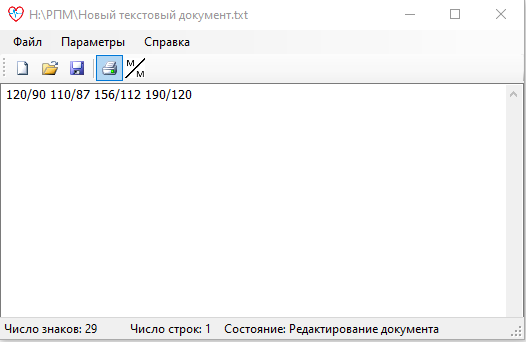 Н:\РПМ\Новый текстовый документ.txt
Файл Параметры Справка
М/М
120/90 110/87 156/112 190/120
Число знаков: 29 Число строк: 1 Состояние: Редактирование документа